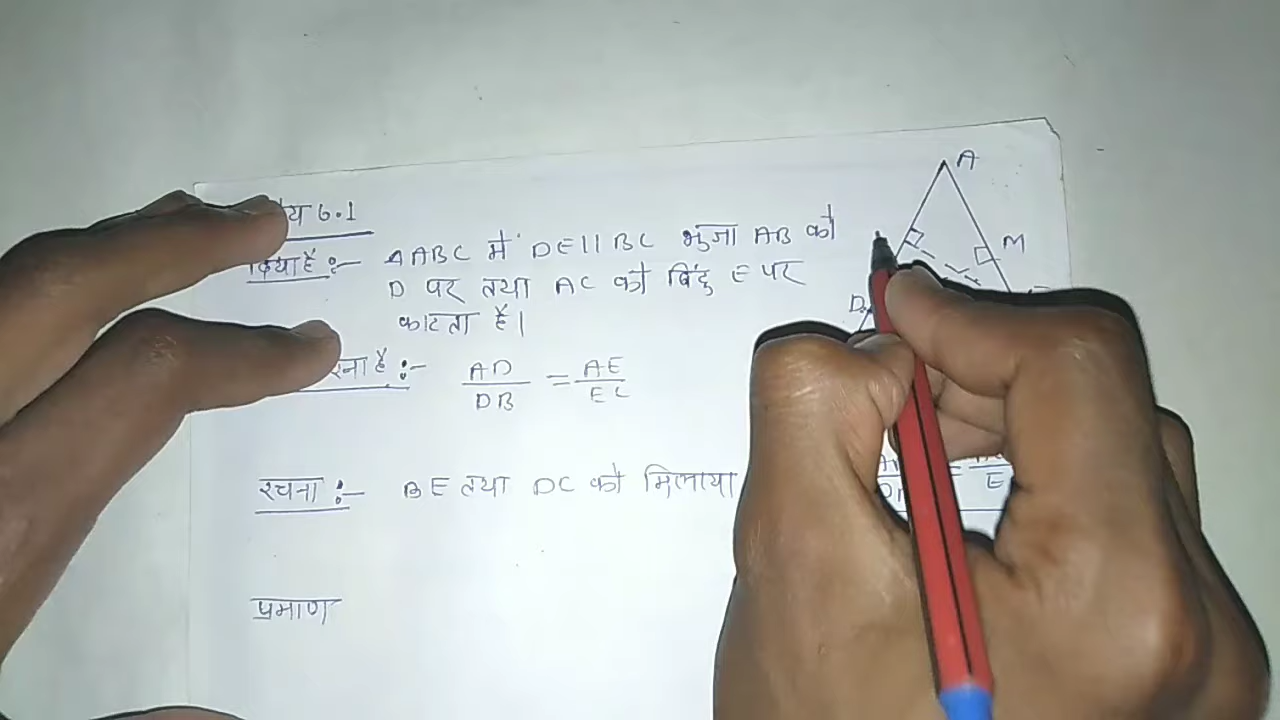 6.1
दिया है :- △ABC में DE || BC भुजा AB को
D पर तथा AC को बिंदु E पर
काटता है।
है :- AD/DB = AE/EC
रचना :- BE तथा DC को मिलाया
प्रमाण
A
M
D